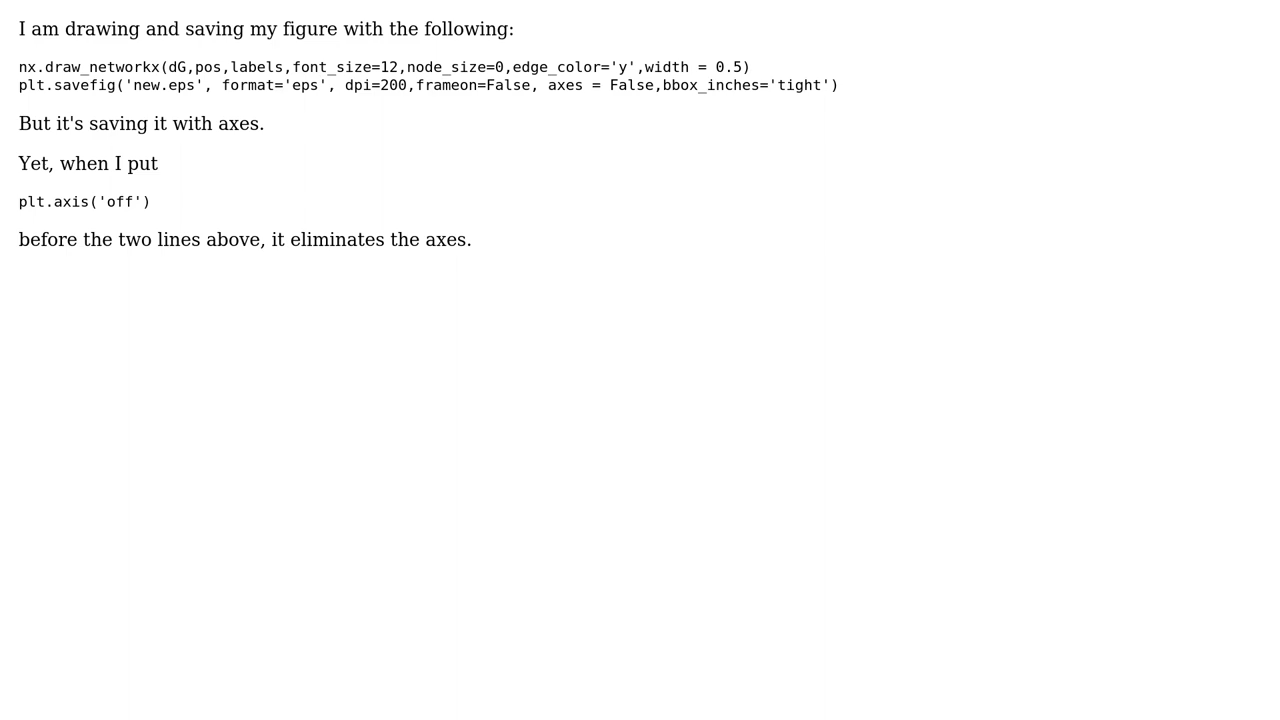 I am drawing and saving my figure with the following:
nx.draw_networkx(dG,pos,labels,font_size=12,node_size=0,edge_color='y',width = 0.5)
plt.savefig('new.eps', format='eps', dpi=200,frameon=False, axes = False,bbox_inches='tight')
But it's saving it with axes.
Yet, when I put
plt.axis('off')
before the two lines above, it eliminates the axes.